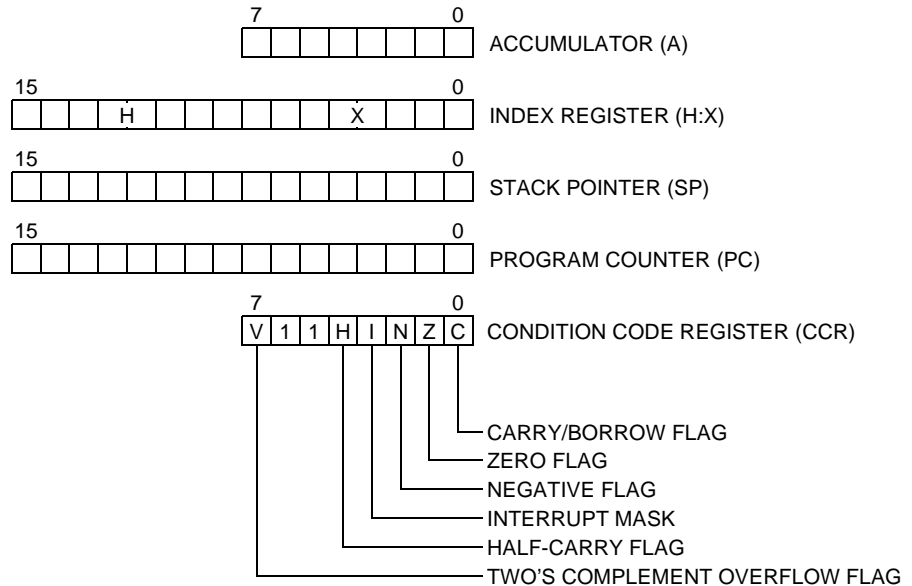 7 0
ACCUMULATOR (A)
15 0
H X INDEX REGISTER (H:X)
15 0
STACK POINTER (SP)
15 0
PROGRAM COUNTER (PC)
7 0
V 1 1 H I N Z C CONDITION CODE REGISTER (CCR)
CARRY/BORROW FLAG
ZERO FLAG
NEGATIVE FLAG
INTERRUPT MASK
HALF-CARRY FLAG
TWO'S COMPLEMENT OVERFLOW FLAG